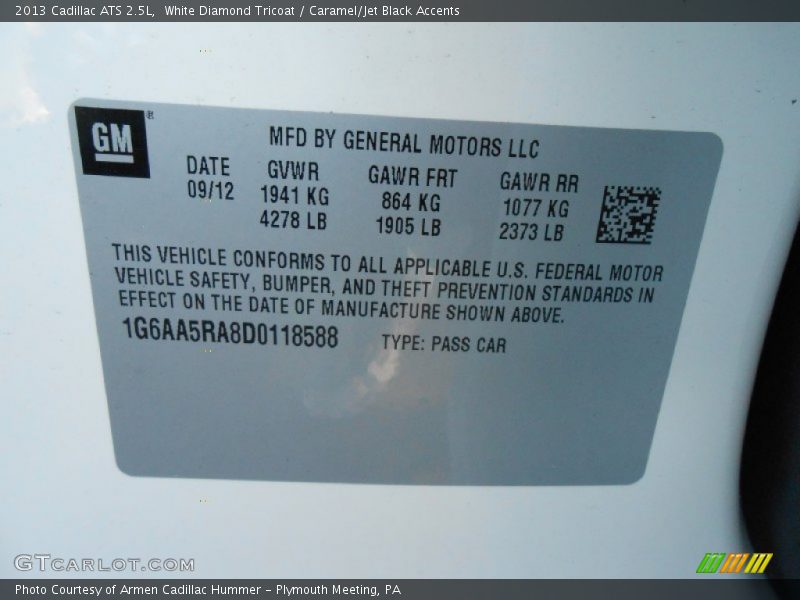 2013 Cadillac ATS 2.5L, White Diamond Tricoat / Caramel/Jet Black Accents
GM ®
MFD BY GENERAL MOTORS LLC
DATE GVWR GAWR FRT GAWR RR
09/12 1941 KG 864 KG 1077 KG
4278 LB 1905 LB 2373 LB
THIS VEHICLE CONFORMS TO ALL APPLICABLE U.S. FEDERAL MOTOR
VEHICLE SAFETY, BUMPER, AND THEFT PREVENTION STANDARDS IN
EFFECT ON THE DATE OF MANUFACTURE SHOWN ABOVE.
1G6AA5RA8D0118588 TYPE: PASS CAR
GTCARLOT.COM
Photo Courtesy of Armen Cadillac Hummer - Plymouth Meeting, PA